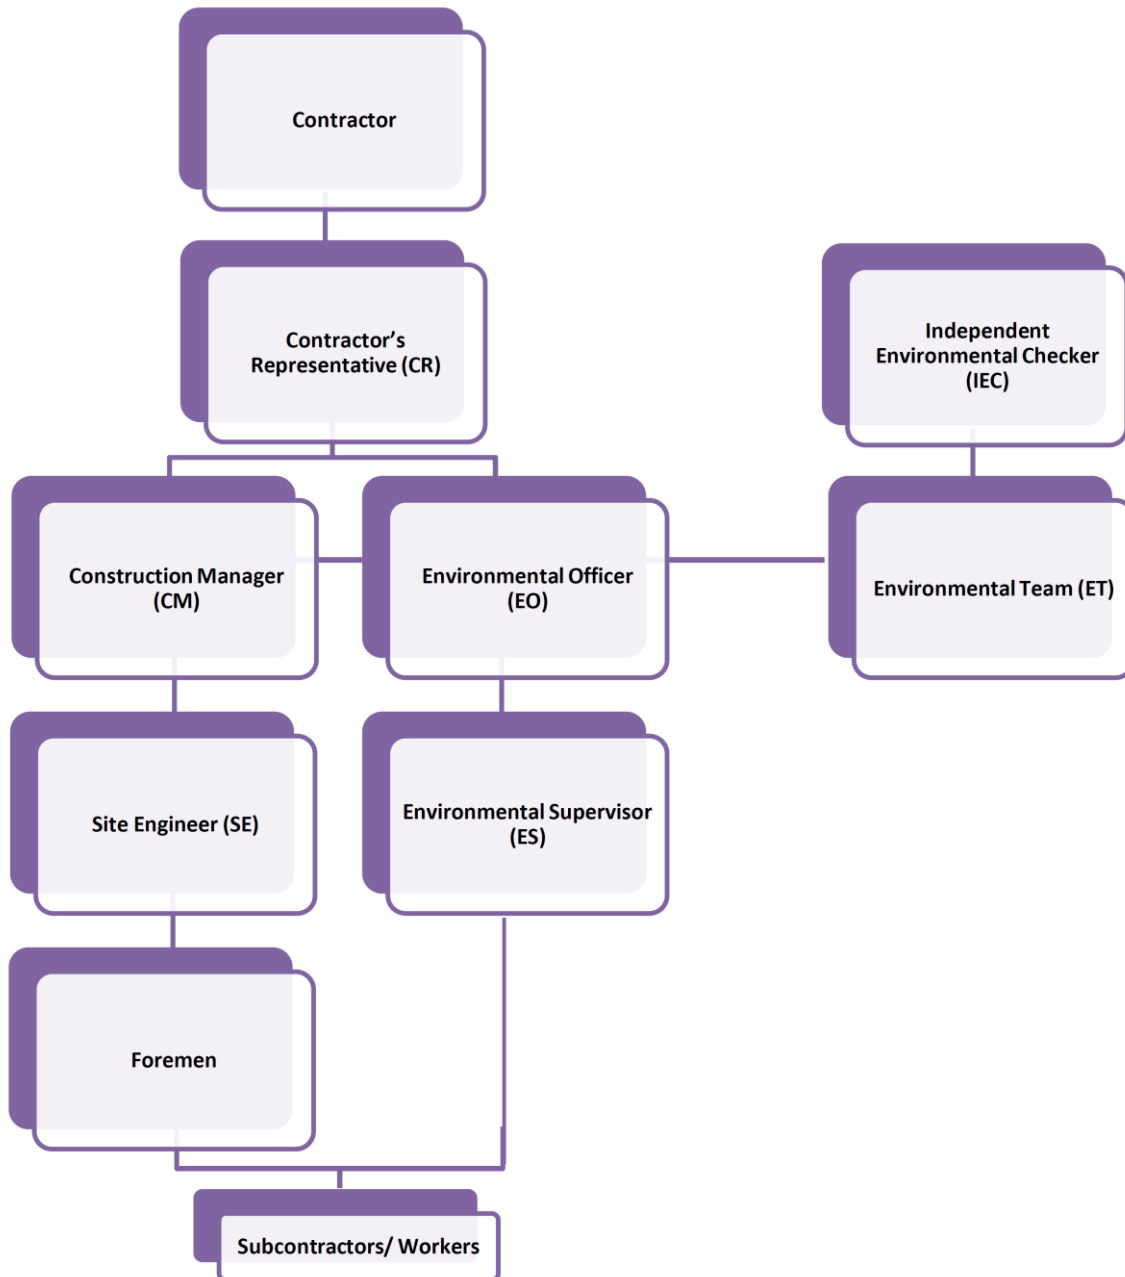 Contractor
Contractor’s
Representative (CR)
Independent
Environmental Checker
(IEC)
Construction Manager
(CM)
Environmental Officer
(EO)
Environmental Team (ET)
Site Engineer (SE)
Environmental Supervisor
(ES)
Foremen
Subcontractors/ Workers